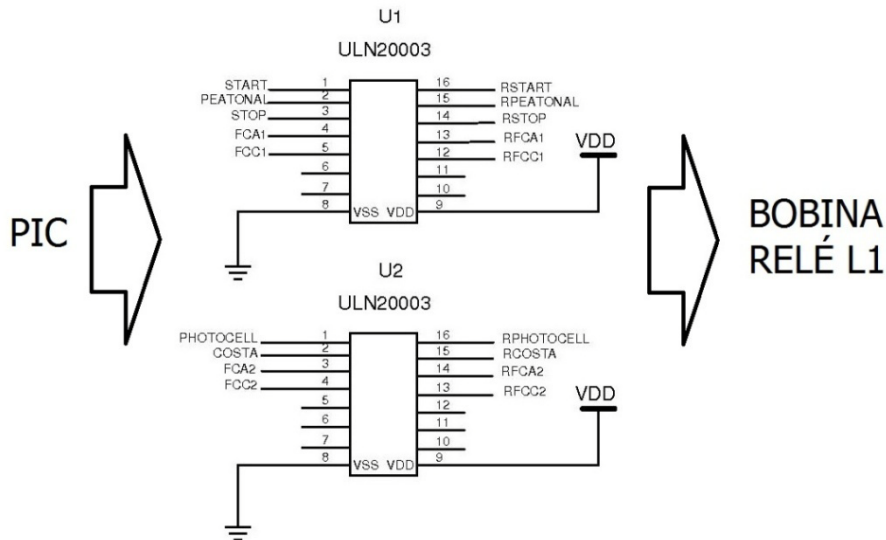 U1
ULN20003
START 1 16 RSTART
PEATONAL 2 15 RPEATONAL
STOP 3 14 RSTOP
FCA1 4 13 RFCA1
FCC1 5 12 RFCC1
6 11
7 10
8 VSS VDD 9
VDD
PIC
BOBINA
RELÉ L1
U2
ULN20003
PHOTOCELL 1 16 RPHOTOCELL
COSTA 2 15 RCOSTA
FCA2 3 14 RFCA2
FCC2 4 13 RFCC2
5 12
6 11
7 10
8 VSS VDD 9
VDD